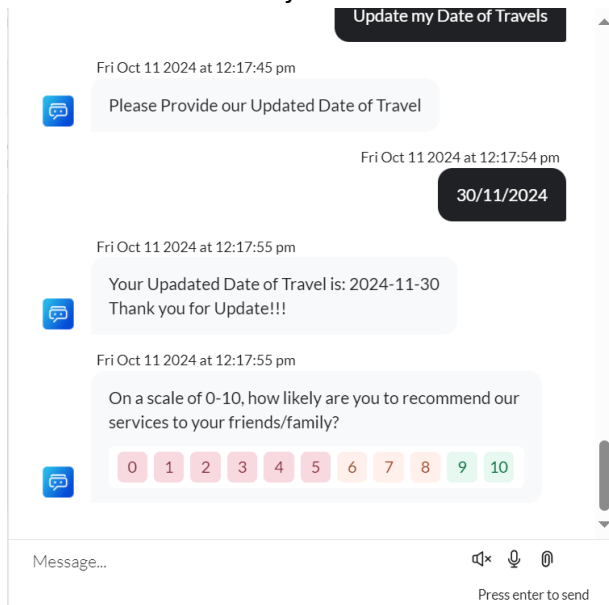 Update my Date of Travels
Fri Oct 11 2024 at 12:17:45 pm
Please Provide our Updated Date of Travel
Fri Oct 11 2024 at 12:17:54 pm
30/11/2024
Fri Oct 11 2024 at 12:17:55 pm
Your Upadated Date of Travel is: 2024-11-30
Thank you for Update!!!
Fri Oct 11 2024 at 12:17:55 pm
On a scale of 0-10, how likely are you to recommend our
services to your friends/family?
0 1 2 3 4 5 6 7 8 9 10
Message...
Press enter to send